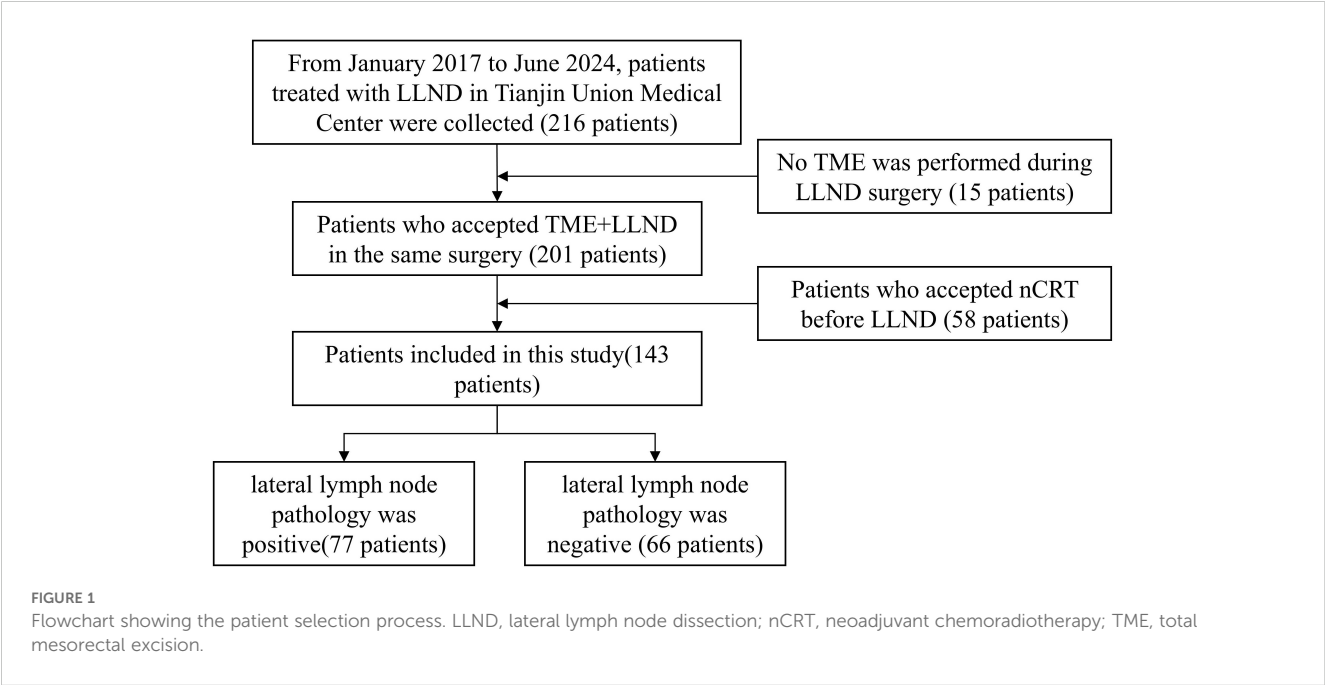 From January 2017 to June 2024, patients
treated with LLND in Tianjin Union Medical
Center were collected (216 patients)
No TME was performed during
LLND surgery (15 patients)
Patients who accepted TME+LLND
in the same surgery (201 patients)
Patients who accepted nCRT
before LLND (58 patients)
Patients included in this study(143
patients)
lateral lymph node
pathology was
positive(77 patients)
lateral lymph node
pathology was
negative (66 patients)
FIGURE 1
Flowchart showing the patient selection process. LLND, lateral lymph node dissection; nCRT, neoadjuvant chemoradiotherapy; TME, total
mesorectal excision.